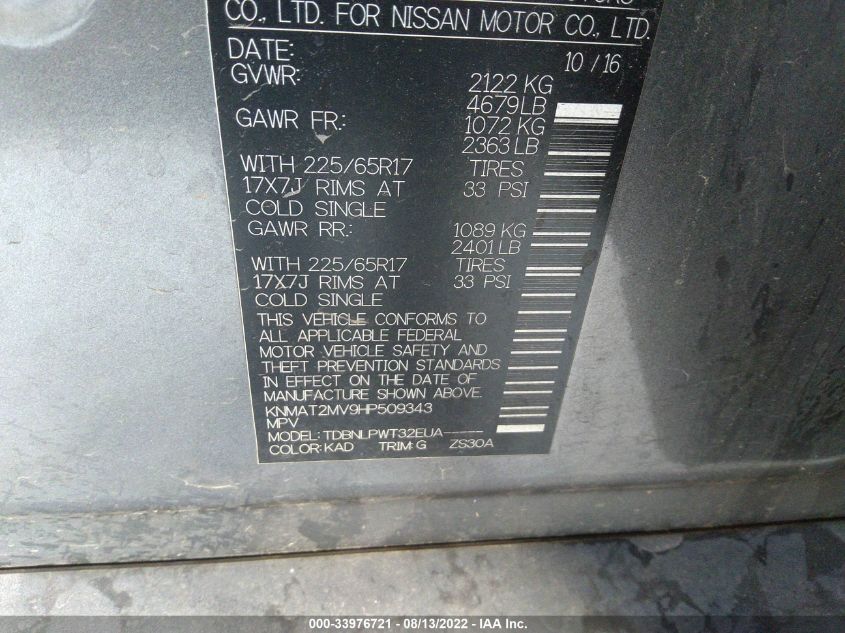 CO., LTD. FOR NISSAN MOTOR CO., LTD.
DATE: 10 / 16
GVWR: 2122 KG
4679LB
GAWR FR.: 1072 KG
2363LB
WITH 225/65R17 TIRES
17X7J RIMS AT 33 PSI
COLD SINGLE
GAWR RR.: 1089 KG
2401LB
WITH 225/65R17 TIRES
17X7J RIMS AT 33 PSI
COLD SINGLE
THIS VEHICLE CONFORMS TO
ALL APPLICABLE FEDERAL
MOTOR VEHICLE SAFETY AND
THEFT PREVENTION STANDARDS
IN EFFECT ON THE DATE OF
MANUFACTURE SHOWN ABOVE.
KNMAT2MV9HP509343
MPV
MODEL: TDBNLPWT32EUA------
COLOR: KAD TRIM: G ZS30A
000-33976721 - 08/13/2022 - IAA Inc.